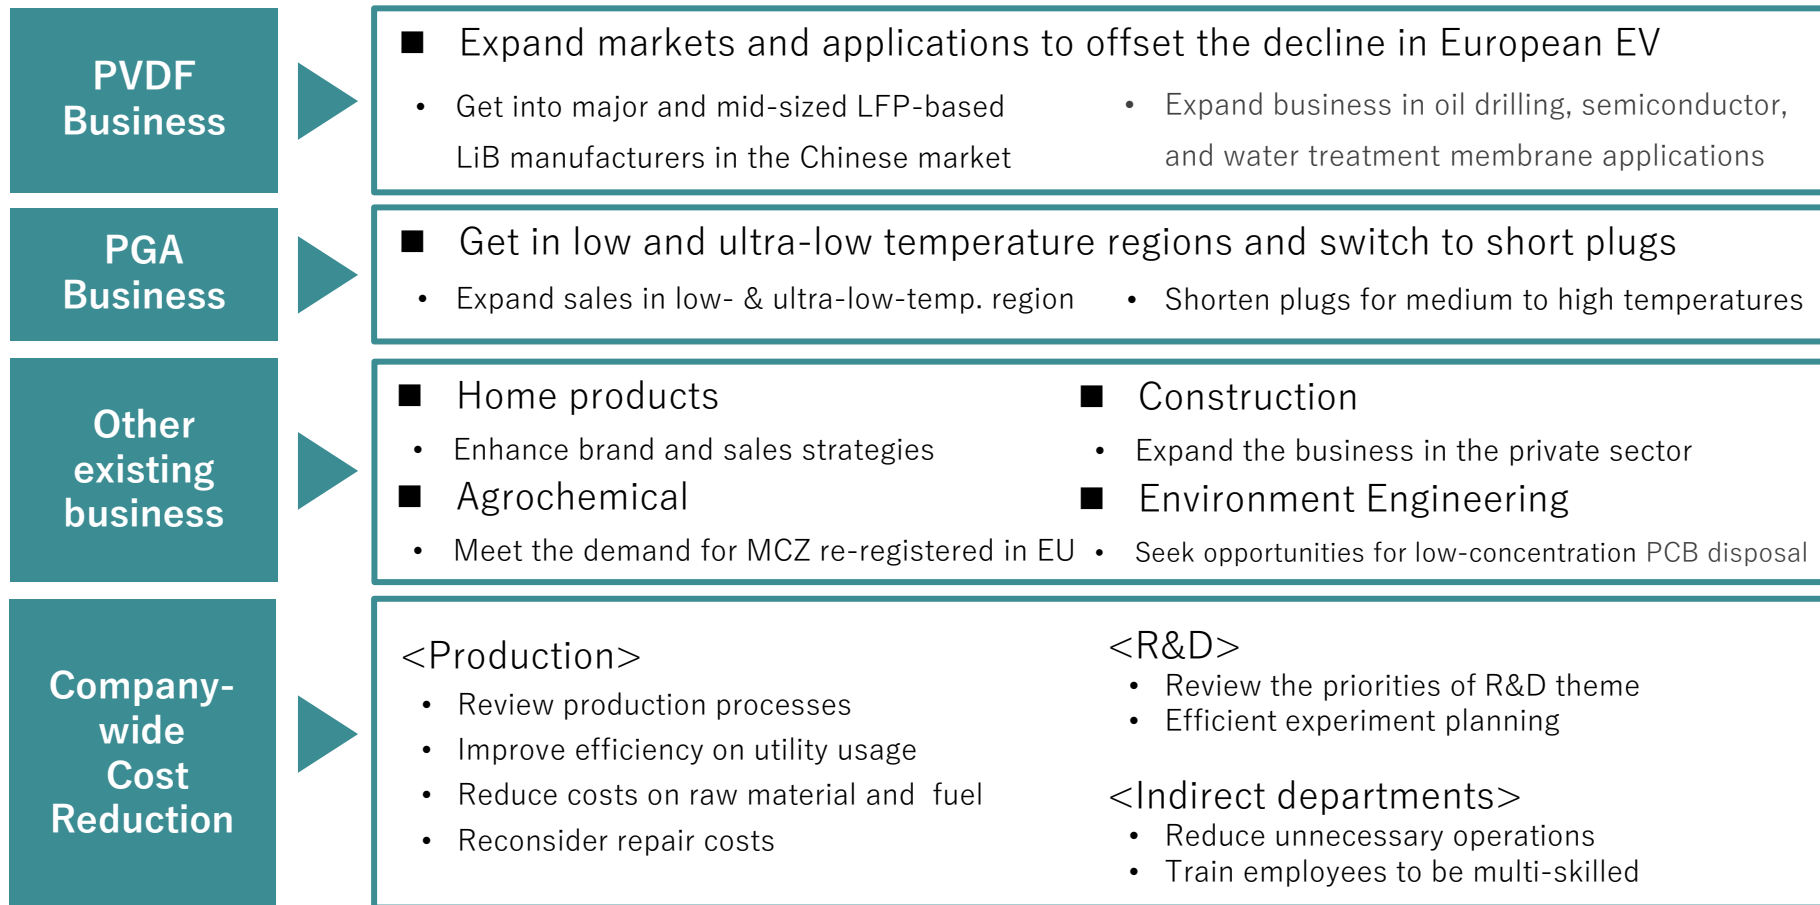 PVDF
Business
■ Expand markets and applications to offset the decline in European EV
• Get into major and mid-sized LFP-based
LiB manufacturers in the Chinese market
• Expand business in oil drilling, semiconductor,
and water treatment membrane applications
PGA
Business
■ Get in low and ultra-low temperature regions and switch to short plugs
• Expand sales in low- & ultra-low-temp. region
• Shorten plugs for medium to high temperatures
Other
existing
business
■ Home products
• Enhance brand and sales strategies
■ Agrochemical
• Meet the demand for MCZ re-registered in EU
■ Construction
• Expand the business in the private sector
■ Environment Engineering
• Seek opportunities for low-concentration PCB disposal
Company-
wide
Cost
Reduction
<Production>
• Review production processes
• Improve efficiency on utility usage
• Reduce costs on raw material and fuel
• Reconsider repair costs
<R&D>
• Review the priorities of R&D theme
• Efficient experiment planning
<Indirect departments>
• Reduce unnecessary operations
• Train employees to be multi-skilled